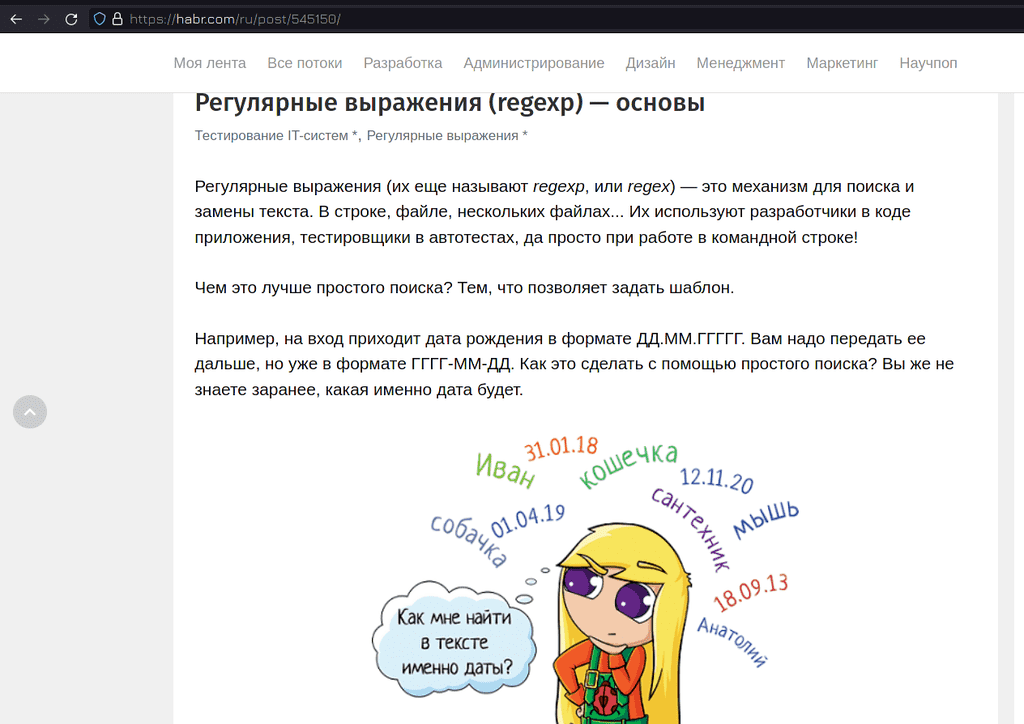 https://habr.com/ru/post/545150/
Моя лента Все потоки Разработка Администрирование Дизайн Менеджмент Маркетинг Научпоп
Регулярные выражения (regexp) — основы
Тестирование IT-систем *, Регулярные выражения *
Регулярные выражения (их еще называют regexp, или regex) — это механизм для поиска и
замены текста. В строке, файле, нескольких файлах... Их используют разработчики в коде
приложения, тестировщики в автотестах, да просто при работе в командной строке!
Чем это лучше простого поиска? Тем, что позволяет задать шаблон.
Например, на вход приходит дата рождения в формате ДД.ММ.ГГГГГ. Вам надо передать ее
дальше, но уже в формате ГГГГ-ММ-ДД. Как это сделать с помощью простого поиска? Вы же не
знаете заранее, какая именно дата будет.
31.01.18
Иван
кошечка
12.11.20
сантехник
мышь
собачка
01.04.19
18.09.13
Анатолий
Как мне найти
в тексте
именно даты?